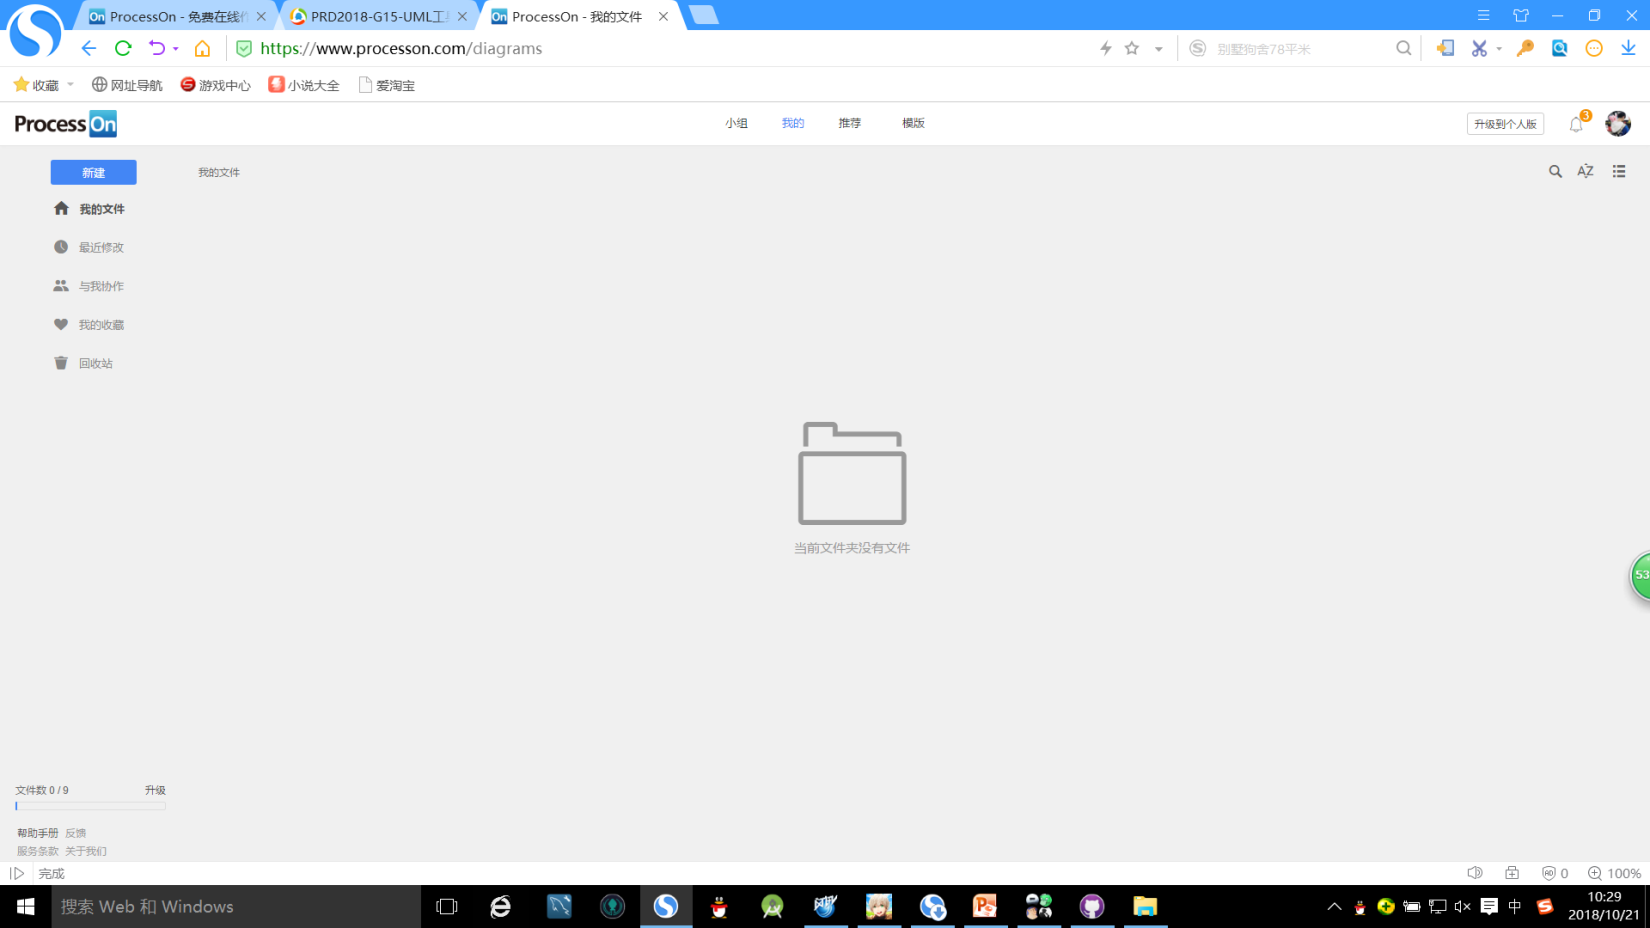 ProcessOn - 免费在线作
PRD2018-G15-UML工具
ProcessOn - 我的文件
https://www.processon.com/diagrams
别墅狗舍78平米
收藏
网址导航
游戏中心
小说大全
爱淘宝
ProcessOn
小组
我的
推荐
模版
升级到个人版
3
新建
我的文件
AZ
我的文件
最近修改
与我协作
我的收藏
回收站
当前文件夹没有文件
53
文件数 0 / 9
升级
帮助手册 反馈
服务条款 关于我们
完成
0
100%
搜索 Web 和 Windows
中
10:29
2018/10/21